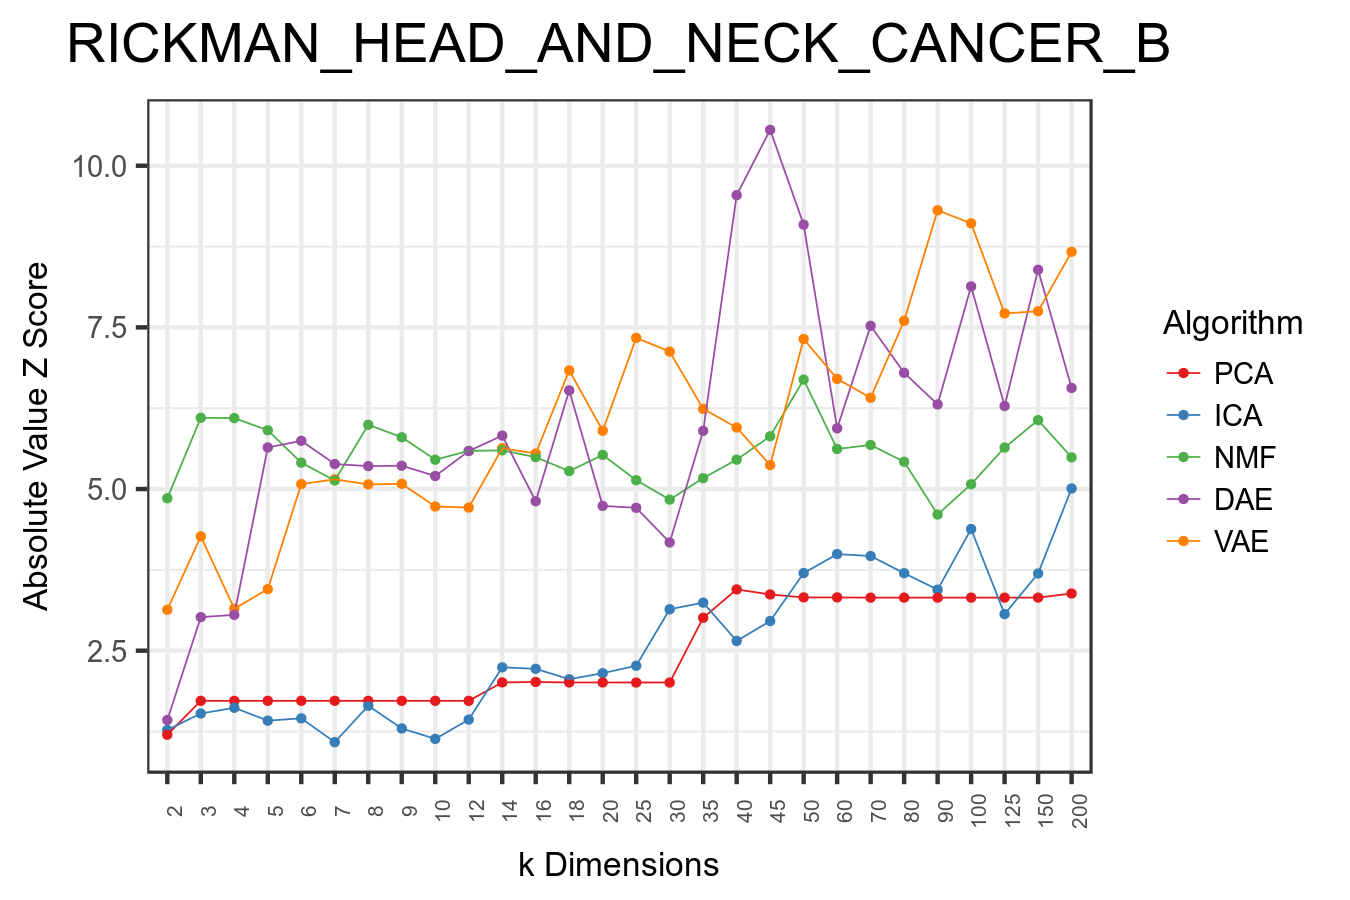 RICKMAN_HEAD_AND_NECK_CANCER_B
Absolute Value Z Score
10.0
7.5
5.0
2.5
2 3 4 5 6 7 8 9 10 12 14 16 18 20 25 30 35 40 45 50 60 70 80 90 100 125 150 200
k Dimensions
Algorithm
PCA
ICA
NMF
DAE
VAE